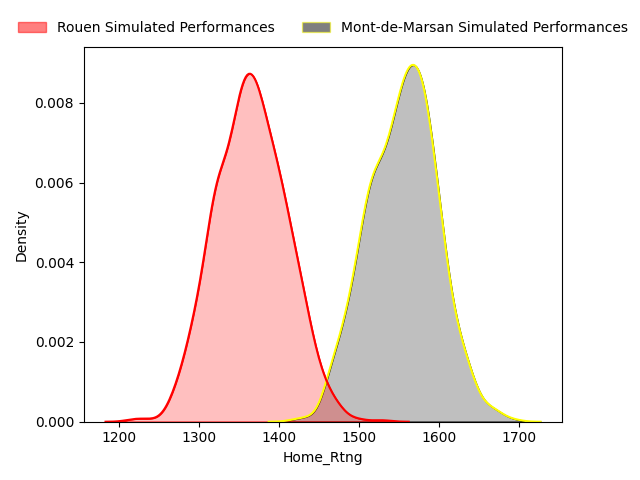 Rouen Simulated Performances Mont-de-Marsan Simulated Performances
0.008
0.006
0.004
0.002
0.000
Density
1200 1300 1400 1500 1600 1700
Home_Rtng